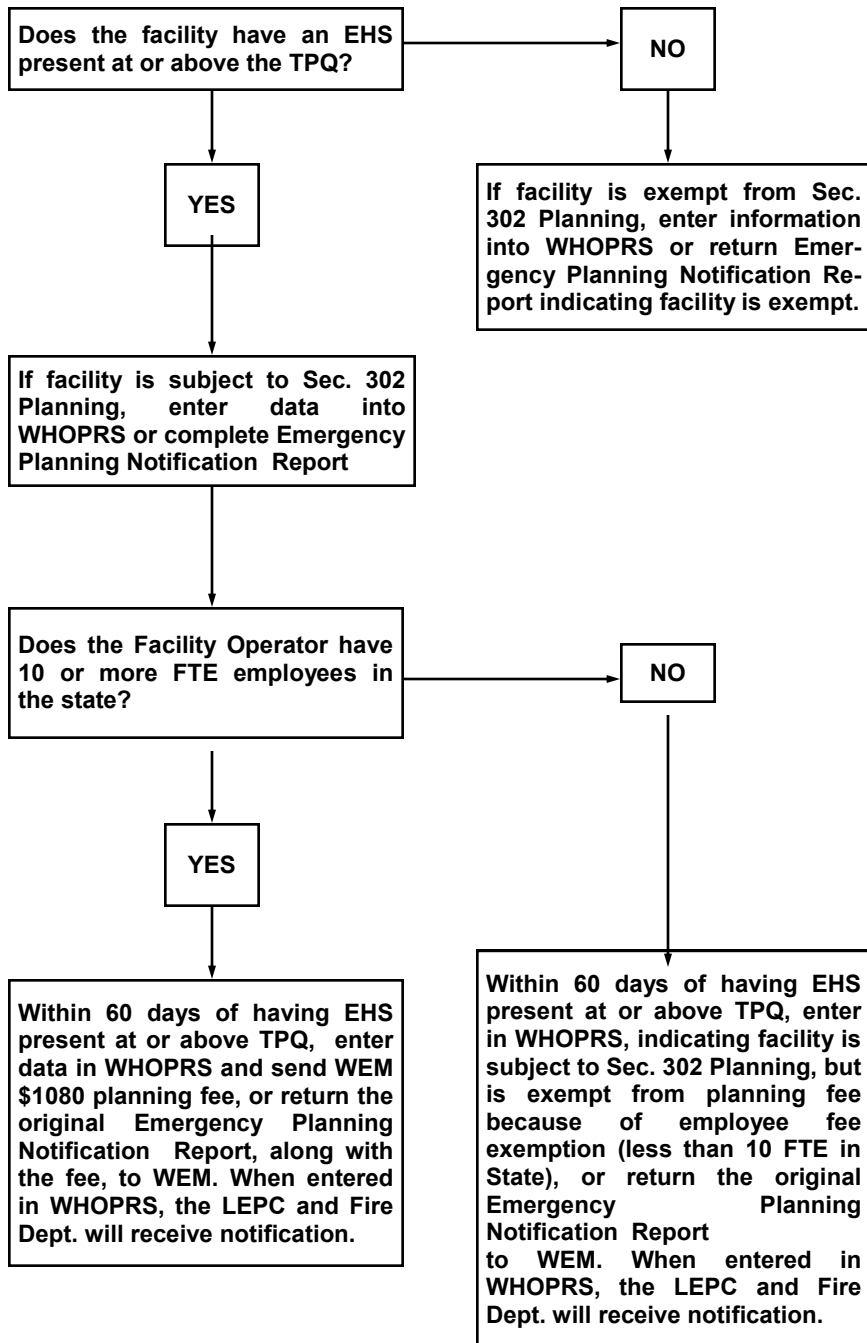 Does the facility have an EHS
present at or above the TPQ?
NO
YES
If facility is exempt from Sec.
302 Planning, enter information
into WHOPRS or return Emer-
gency Planning Notification Re-
port indicating facility is exempt.
If facility is subject to Sec. 302
Planning, enter data into
WHOPRS or complete Emergency
Planning Notification Report
Does the Facility Operator have
10 or more FTE employees in
the state?
NO
YES
Within 60 days of having EHS
present at or above TPQ, enter
data in WHOPRS and send WEM
$1080 planning fee, or return the
original Emergency Planning
Notification Report, along with
the fee, to WEM. When entered
in WHOPRS, the LEPC and Fire
Dept. will receive notification.
Within 60 days of having EHS
present at or above TPQ, enter
in WHOPRS, indicating facility is
subject to Sec. 302 Planning, but
is exempt from planning fee
because of employee fee
exemption (less than 10 FTE in
State), or return the original
Emergency Planning
Notification Report
to WEM. When entered in
WHOPRS, the LEPC and Fire
Dept. will receive notification.